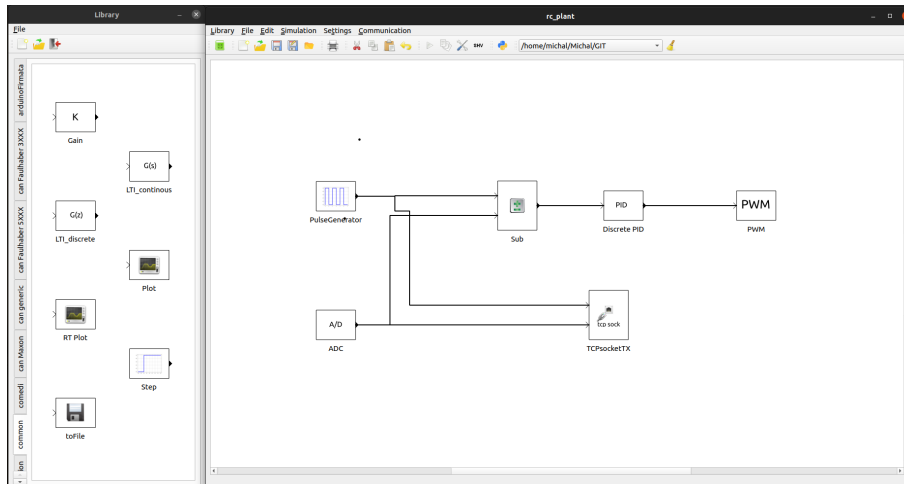 Library
File
arduinoFirmata
can Faulhaber 3XXX
can Faulhaber 5XXX
can generic
can Maxon
comedi
common
ion
K
Gain
G(s)
LTI_continous
G(z)
LTI_discrete
Plot
RT Plot
Step
toFile
rc_plant
Library File Edit Simulation Settings Communication
SHV
/home/michal/Michal/GIT
PulseGenerator
Sub
PID
Discrete PID
PWM
PWM
A/D
ADC
tcp sock
TCPsocketTX